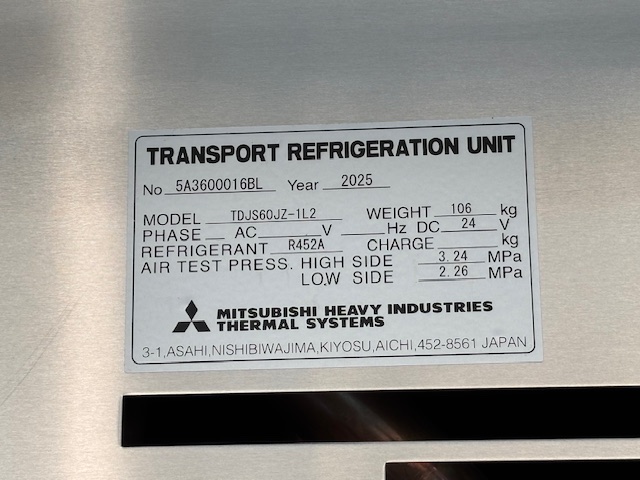 TRANSPORT REFRIGERATION UNIT
No 5A3600016BL Year 2025
MODEL TDJS60JZ-1L2 WEIGHT 106 kg
PHASE AC V Hz DC 24 V
REFRIGERANT R452A CHARGE kg
AIR TEST PRESS. HIGH SIDE 3.24 MPa
LOW SIDE 2.26 MPa
MITSUBISHI HEAVY INDUSTRIES
THERMAL SYSTEMS
3-1,ASAHI,NISHIBIWAJIMA,KIYOSU,AICHI,452-8561 JAPAN